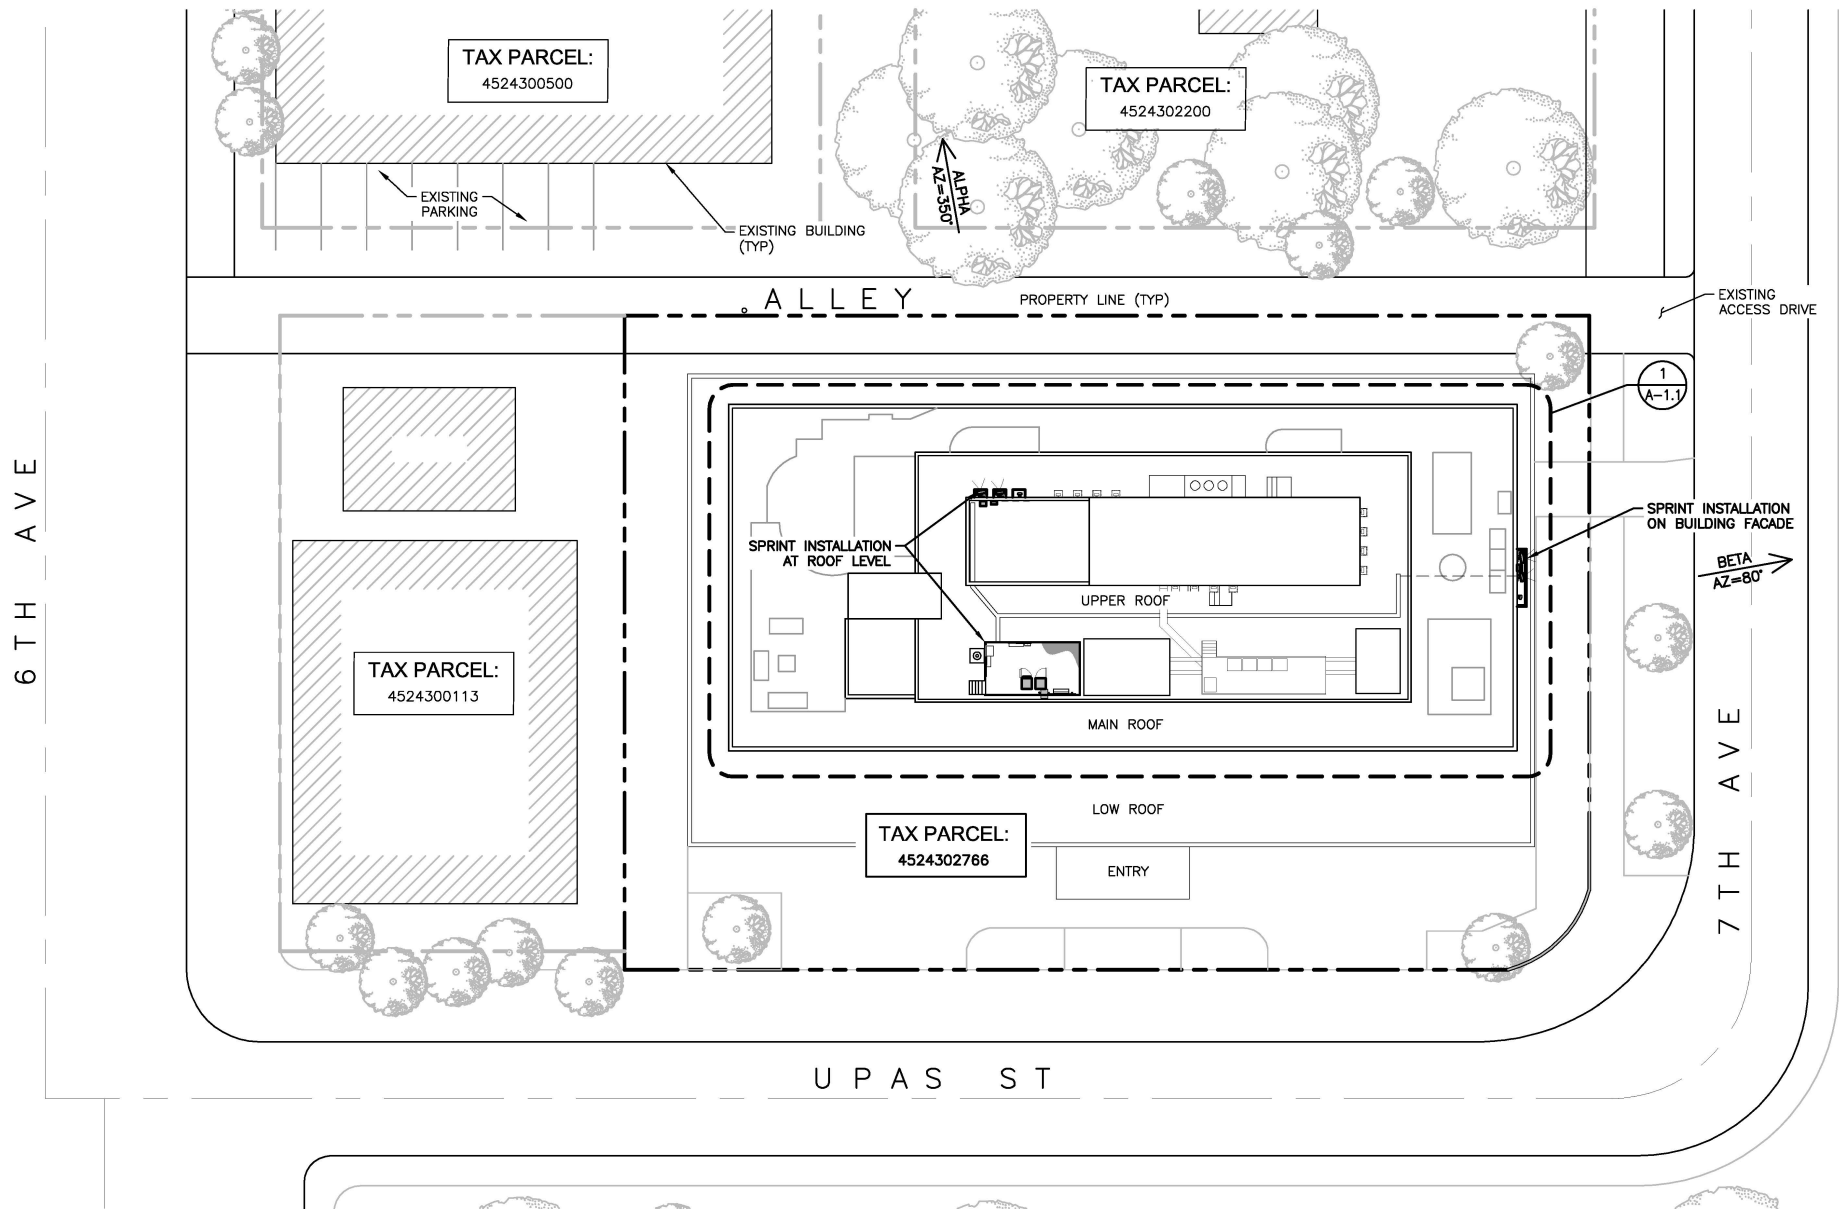 TAX PARCEL:
4524300500
TAX PARCEL:
4524302200
EXISTING
PARKING
ALPHA
AZ=350°
EXISTING BUILDING
(TYP)
ALLEY
PROPERTY LINE (TYP)
EXISTING
ACCESS DRIVE
1
A-1.1
6TH AVE
SPRINT INSTALLATION
ON BUILDING FACADE
SPRINT INSTALLATION
AT ROOF LEVEL
BETA
AZ=80°
UPPER ROOF
TAX PARCEL:
4524300113
MAIN ROOF
7TH AVE
LOW ROOF
TAX PARCEL:
4524302766
ENTRY
UPAS ST